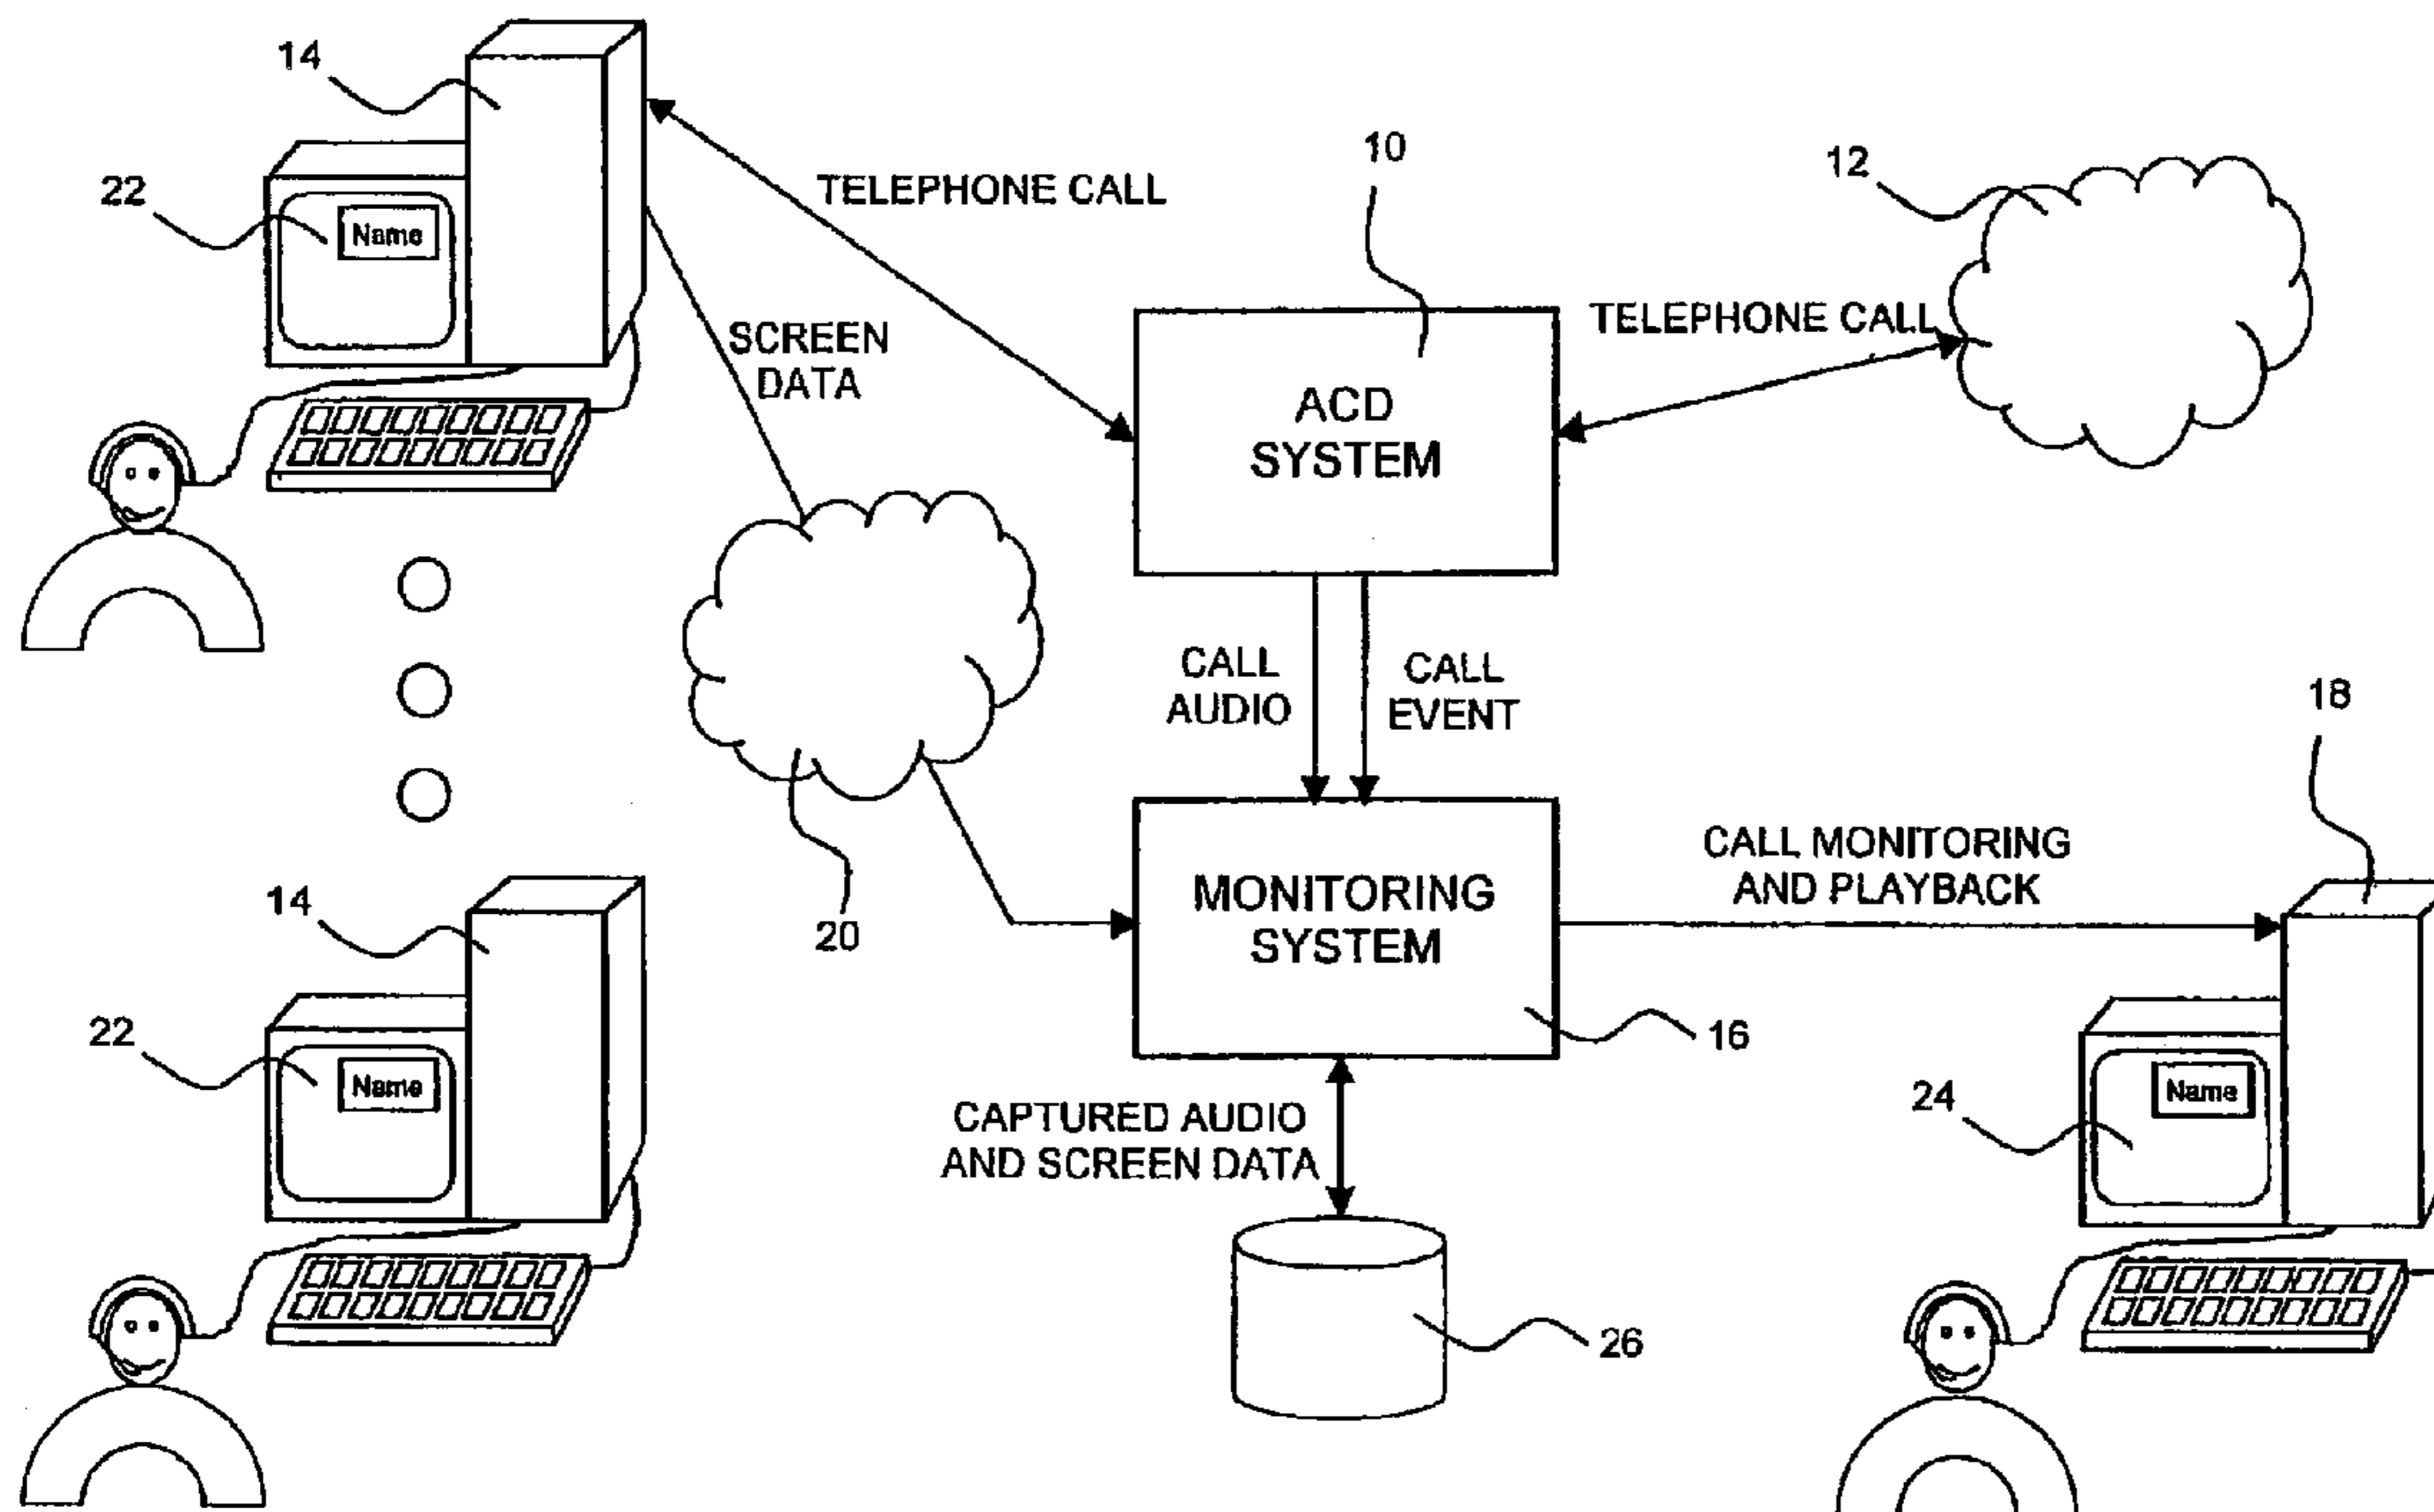 14
10
12
22
Name
TELEPHONE CALL
TELEPHONE CALL
SCREEN
DATA
ACD
SYSTEM
CALL
AUDIO
CALL
EVENT
18
14
20
MONITORING
SYSTEM
CALL MONITORING
AND PLAYBACK
22
Name
16
24
Name
CAPTURED AUDIO
AND SCREEN DATA
26